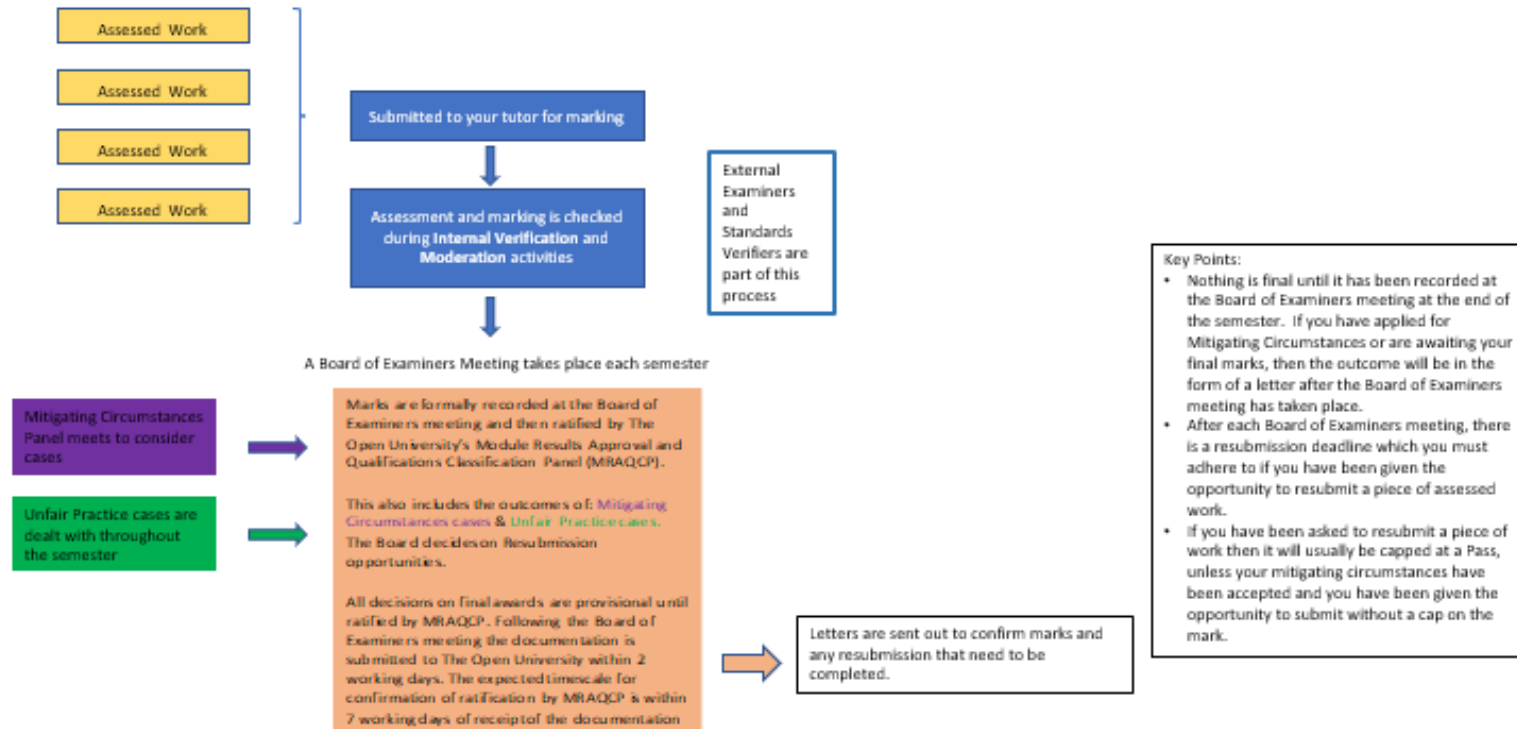 Assessed Work
Assessed Work
Assessed Work
Assessed Work
Submitted to your tutor for marking
Assessment and marking is checked
during Internal Verification and
Moderation activities
External
Examiners
and
Standards
Verifiers are
part of this
process
A Board of Examiners Meeting takes place each semester
Mitigating Circumstances
Panel meets to consider
cases
Unfair Practice cases are
dealt with throughout
the semester
Marks are formally recorded at the Board of
Examiners meeting and then ratified by The
Open University's Module Results Approval and
Qualifications Classification Panel (MRAQCP).
This also includes the outcomes of: Mitigating
Circumstances cases & Unfair Practice cases.
The Board decides on Resubmission
opportunities.
All decisions on final awards are provisional until
ratified by MRAQCP. Following the Board of
Examiners meeting the documentation is
submitted to The Open University within 2
working days. The expected timescale for
confirmation of ratification by MRAQCP is within
7 working days of receipt of the documentation
Letters are sent out to confirm marks and
any resubmission that need to be
completed.
Key Points:
• Nothing is final until it has been recorded at
the Board of Examiners meeting at the end of
the semester. If you have applied for
Mitigating Circumstances or are awaiting your
final marks, then the outcome will be in the
form of a letter after the Board of Examiners
meeting has taken place.
• After each Board of Examiners meeting, there
is a resubmission deadline which you must
adhere to if you have been given the
opportunity to resubmit a piece of assessed
work.
• If you have been asked to resubmit a piece of
work then it will usually be capped at a Pass,
unless your mitigating circumstances have
been accepted and you have been given the
opportunity to submit without a cap on the
mark.